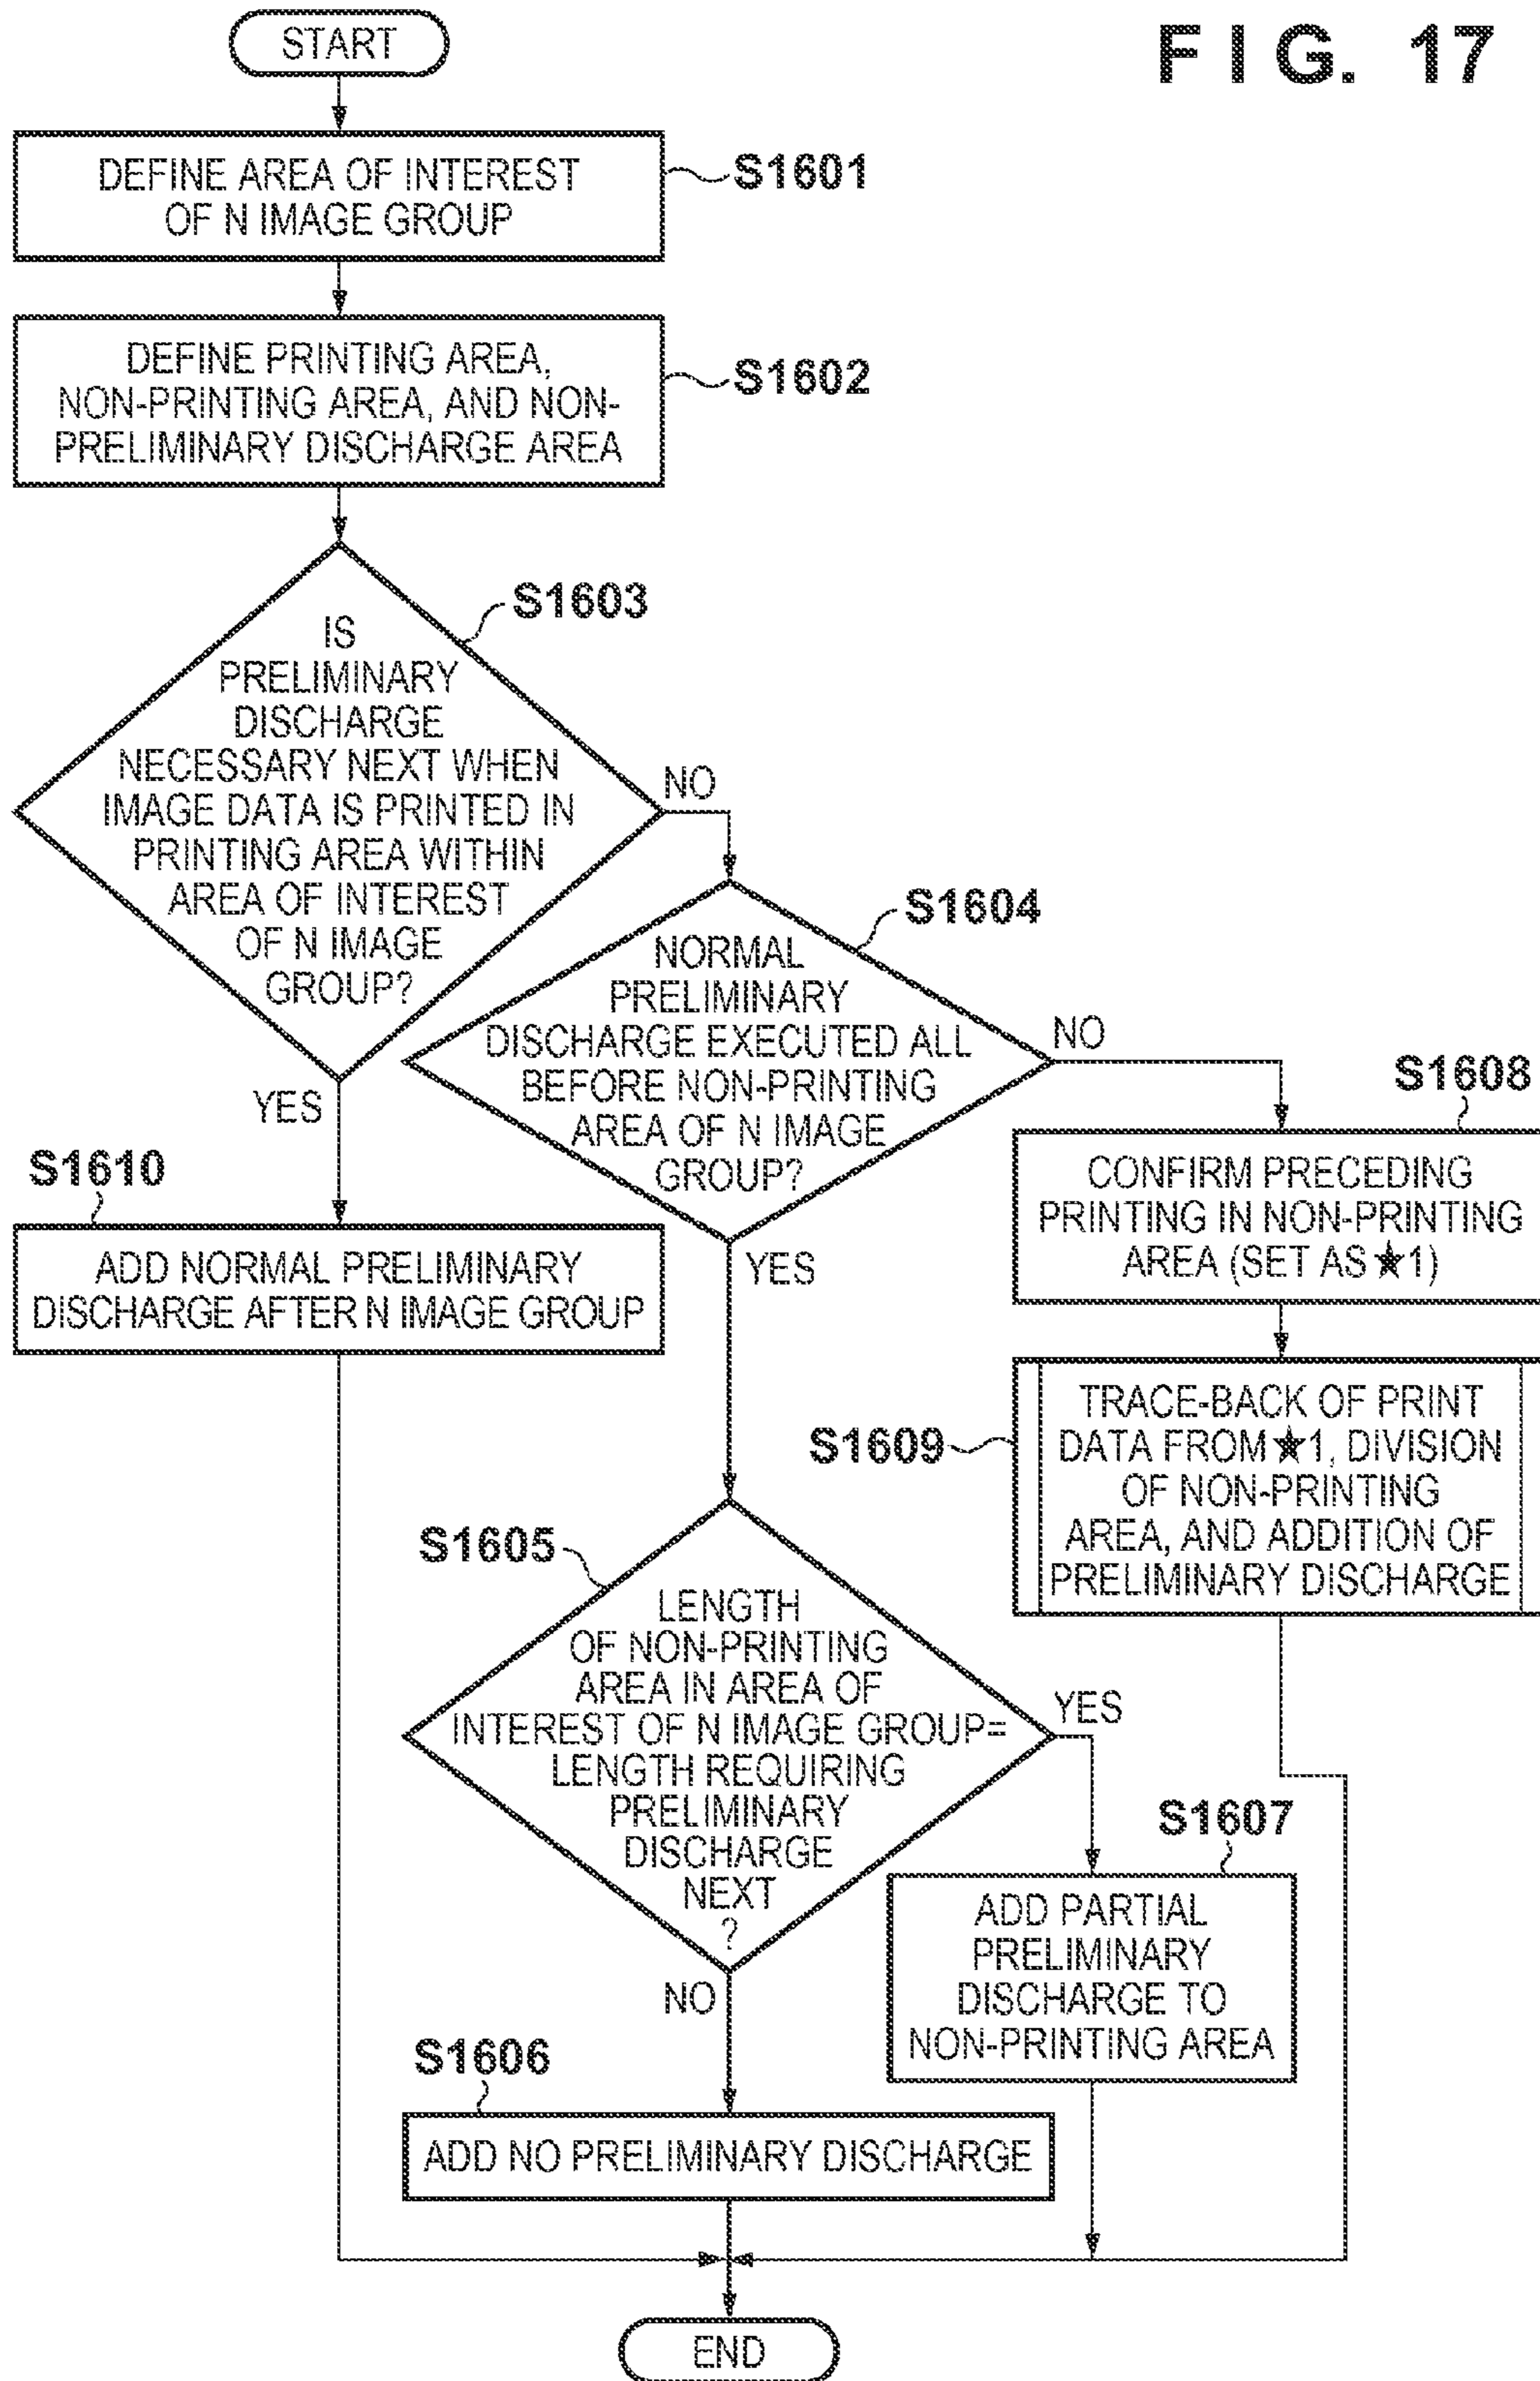 FIG. 17
START
DEFINE AREA OF INTEREST
OF N IMAGE GROUP
S1601
DEFINE PRINTING AREA,
NON-PRINTING AREA, AND NON-
PRELIMINARY DISCHARGE AREA
S1602
S1603
IS
PRELIMINARY
DISCHARGE
NECESSARY NEXT WHEN
IMAGE DATA IS PRINTED IN
PRINTING AREA WITHIN
AREA OF INTEREST
OF N IMAGE
GROUP?
NO
YES
S1604
NORMAL
PRELIMINARY
DISCHARGE EXECUTED ALL
BEFORE NON-PRINTING
AREA OF N IMAGE
GROUP?
NO
YES
S1608
CONFIRM PRECEDING
PRINTING IN NON-PRINTING
AREA (SET AS ★1)
S1610
ADD NORMAL PRELIMINARY
DISCHARGE AFTER N IMAGE GROUP
S1609
TRACE-BACK OF PRINT
DATA FROM ★1, DIVISION
OF NON-PRINTING
AREA, AND ADDITION OF
PRELIMINARY DISCHARGE
S1605
LENGTH
OF NON-PRINTING
AREA IN AREA OF
INTEREST OF N IMAGE GROUP=
LENGTH REQUIRING
PRELIMINARY
DISCHARGE
NEXT
?
YES
NO
S1607
ADD PARTIAL
PRELIMINARY
DISCHARGE TO
NON-PRINTING AREA
S1606
ADD NO PRELIMINARY DISCHARGE
END